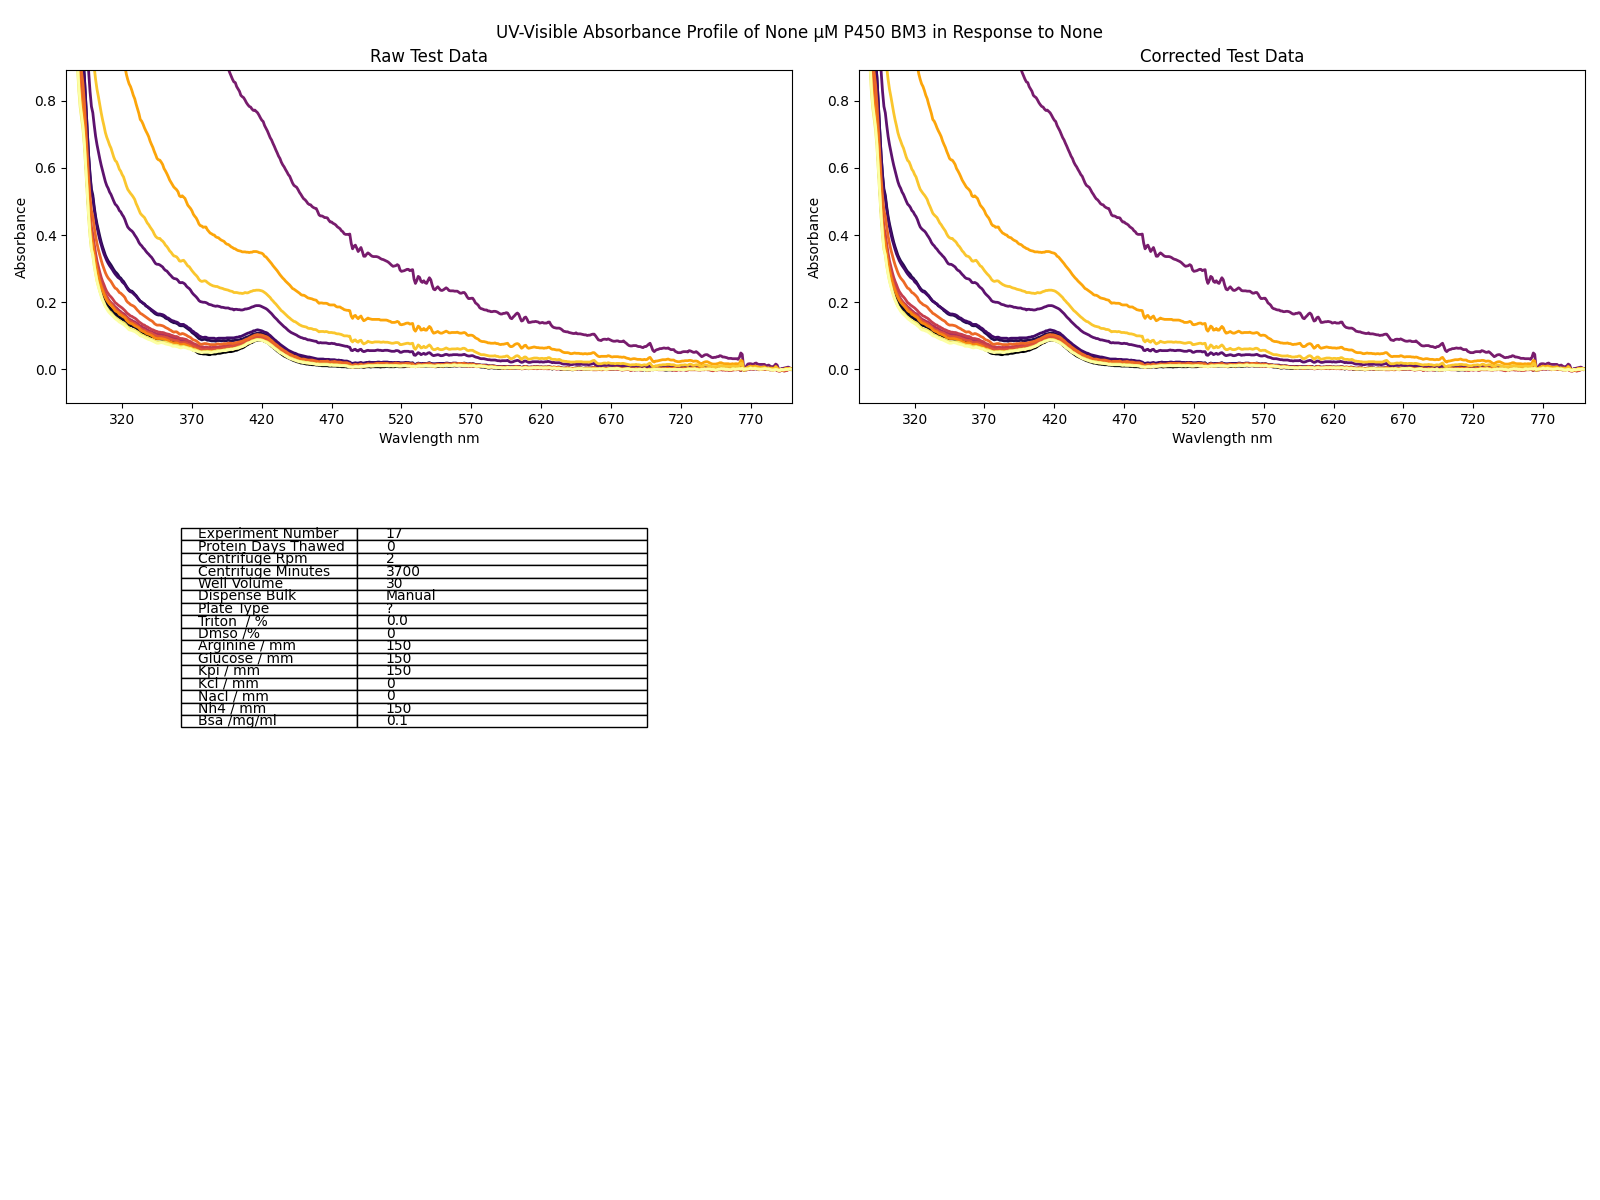 UV-Visible Absorbance Profile of None μM P450 BM3 in Response to None
Raw Test Data
Absorbance
0.8
0.6
0.4
0.2
0.0
320 370 420 470 520 570 620 670 720 770
Wavlength nm
Corrected Test Data
Absorbance
0.8
0.6
0.4
0.2
0.0
320 370 420 470 520 570 620 670 720 770
Wavlength nm
Experiment Number 17
Protein Days Thawed 0
Centrifuge Rpm 2
Centrifuge Minutes 3700
Well Volume 30
Dispense Bulk Manual
Plate Type ?
Triton / % 0.0
Dmso /% 0
Arginine / mm 150
Glucose / mm 150
Kpi / mm 150
Kcl / mm 0
Nacl / mm 0
Nh4 / mm 150
Bsa /mg/ml 0.1